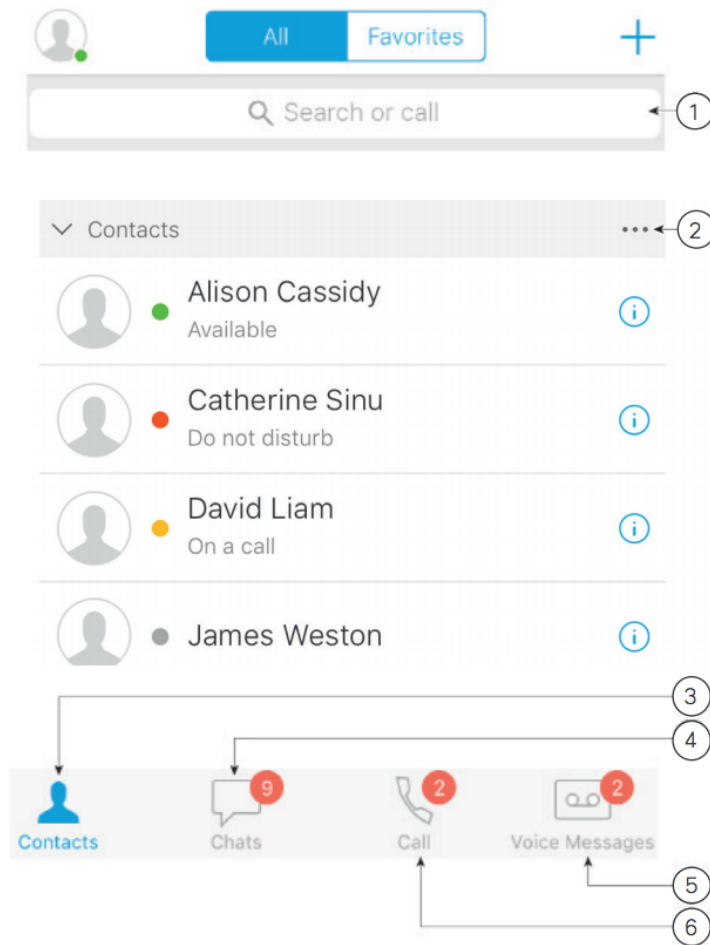 All Favorites
Search or call
1
Contacts
2
Alison Cassidy
Available
Catherine Sinu
Do not disturb
David Liam
On a call
James Weston
3
4
9 2 2
Contacts Chats Call Voice Messages
5
6